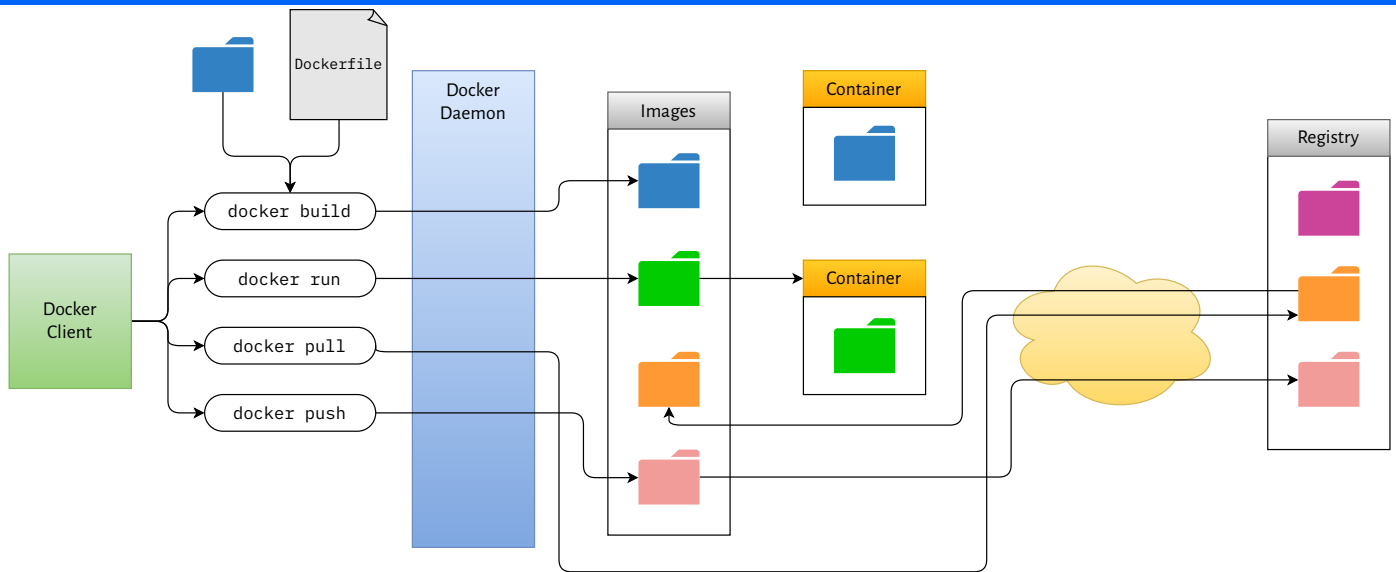 Dockerfile
Docker
Daemon
Images
Container
Registry
docker build
docker run
Container
Docker
Client
docker pull
docker push